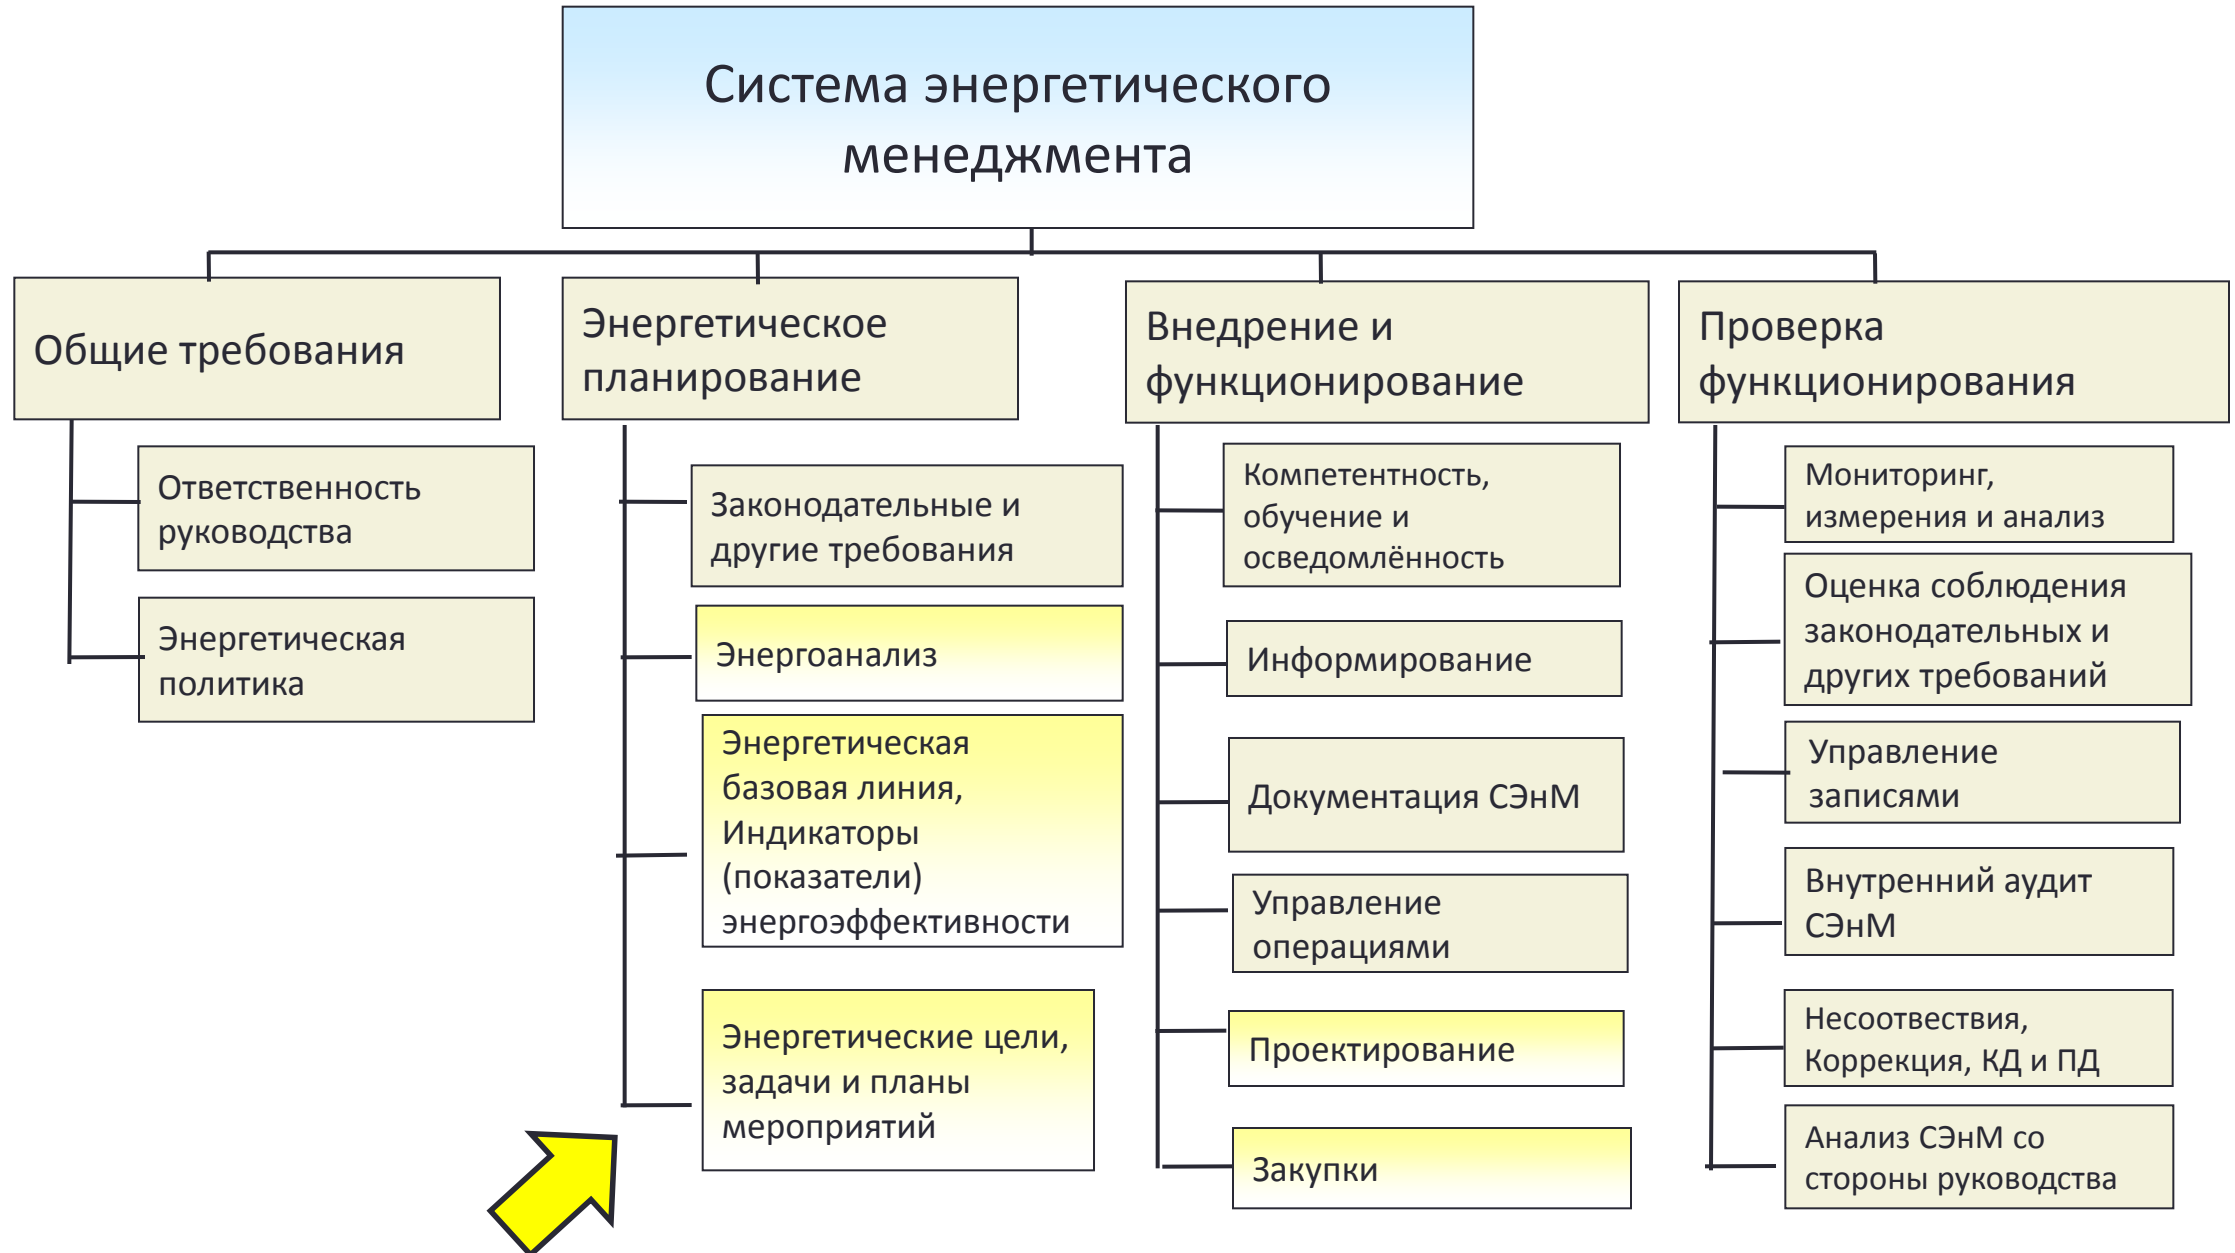 Система энергетического
менеджмента
Общие требования
Ответственность
руководства
Энергетическая
политика
Энергетическое
планирование
Законодательные и
другие требования
Энергоанализ
Энергетическая
базовая линия,
Индикаторы
(показатели)
энергоэффективности
Энергетические цели,
задачи и планы
мероприятий
Внедрение и
функционирование
Компетентность,
обучение и
осведомлённость
Информирование
Документация СЭнМ
Управление
операциями
Проектирование
Закупки
Проверка
функционирования
Мониторинг,
измерения и анализ
Оценка соблюдения
законодательных и
других требований
Управление
записями
Внутренний аудит
СЭнМ
Несоотвествия,
Коррекция, КД и ПД
Анализ СЭнМ со
стороны руководства